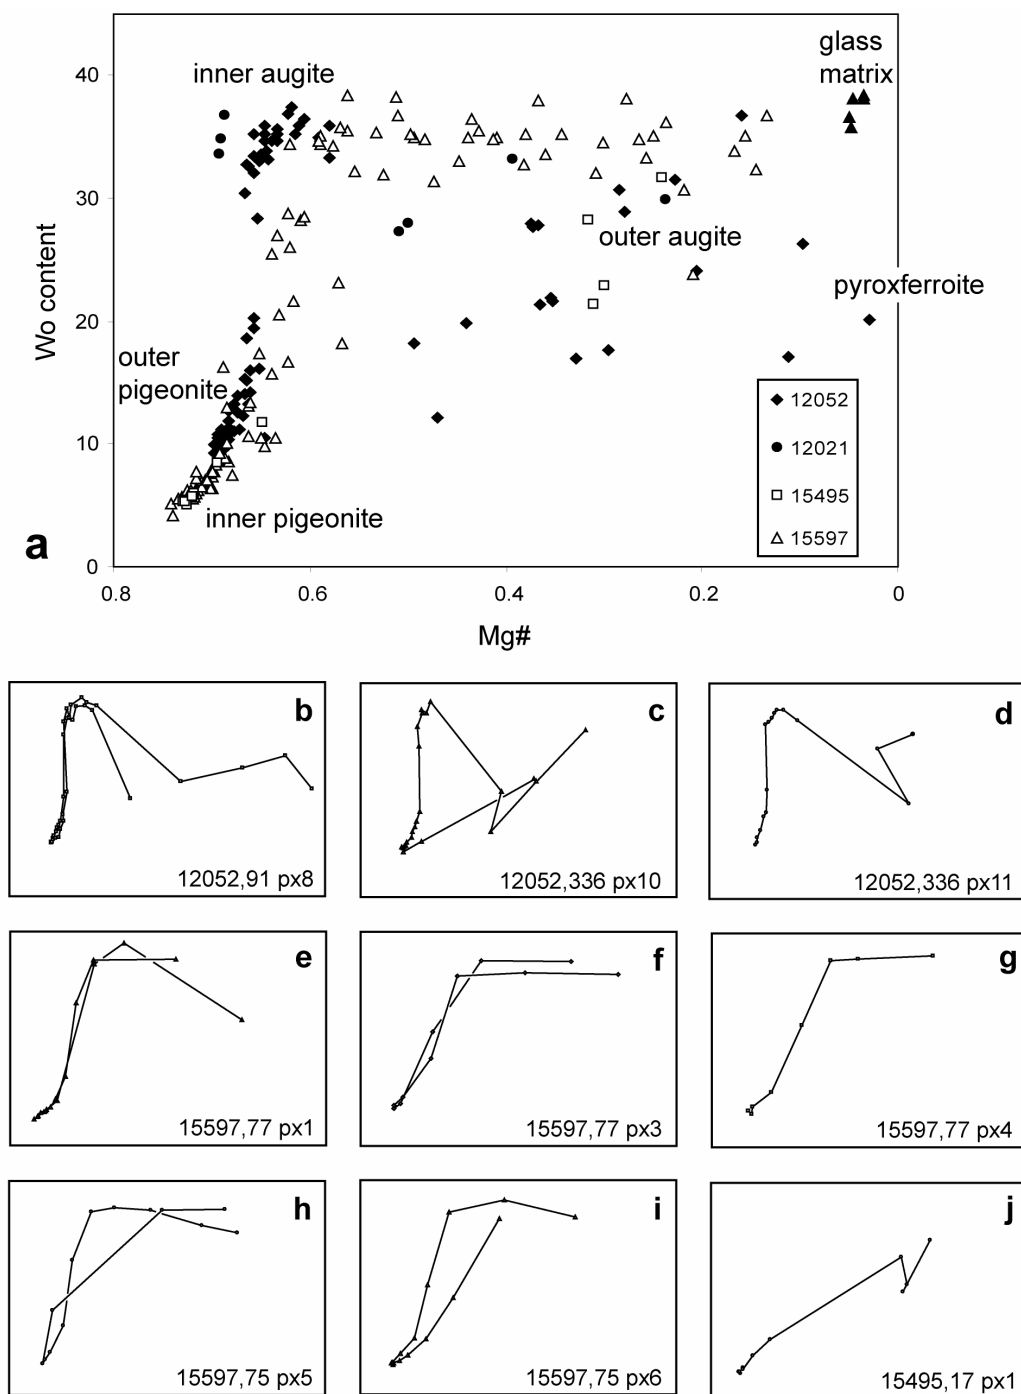 glass
matrix
inner augite
40
30
outer augite
pyroxferroite
Wo content
20
outer
pigeonite
12052
12021
15495
15597
10
inner pigeonite
a
0
0.8
0.6
0.4
0.2
0
Mg#
b
12052,91 px8
c
12052,336 px10
d
12052,336 px11
e
15597,77 px1
f
15597,77 px3
g
15597,77 px4
h
15597,75 px5
i
15597,75 px6
j
15495,17 px1